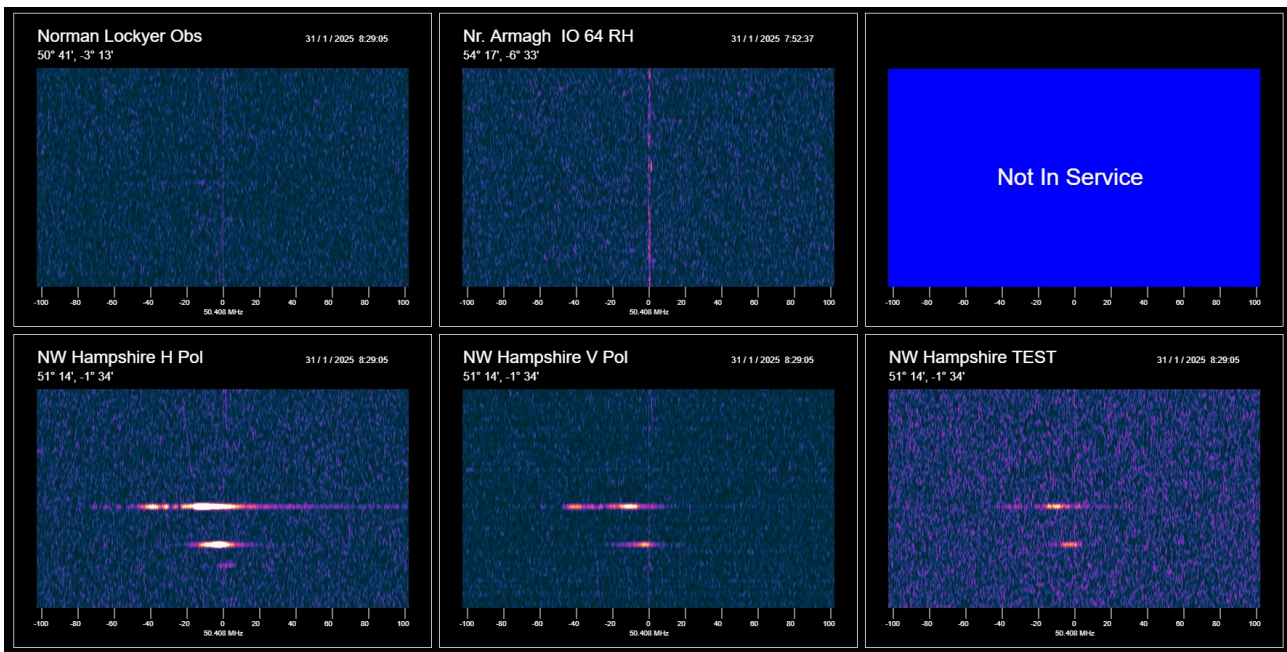 Norman Lockyer Obs 31 / 1 / 2025 8:29:05
50° 41', -3° 13'
-100 -80 -60 -40 -20 0 20 40 60 80 100
50.408 MHz
Nr. Armagh IO 64 RH 31 / 1 / 2025 7:52:37
54° 17', -6° 33'
-100 -80 -60 -40 -20 0 20 40 60 80 100
50.408 MHz
Not In Service
-100 -80 -60 -40 -20 0 20 40 60 80 100
NW Hampshire H Pol 31 / 1 / 2025 8:29:05
51° 14', -1° 34'
-100 -80 -60 -40 -20 0 20 40 60 80 100
50.408 MHz
NW Hampshire V Pol 31 / 1 / 2025 8:29:05
51° 14', -1° 34'
-100 -80 -60 -40 -20 0 20 40 60 80 100
50.408 MHz
NW Hampshire TEST 31 / 1 / 2025 8:29:05
51° 14', -1° 34'
-100 -80 -60 -40 -20 0 20 40 60 80 100
50.408 MHz